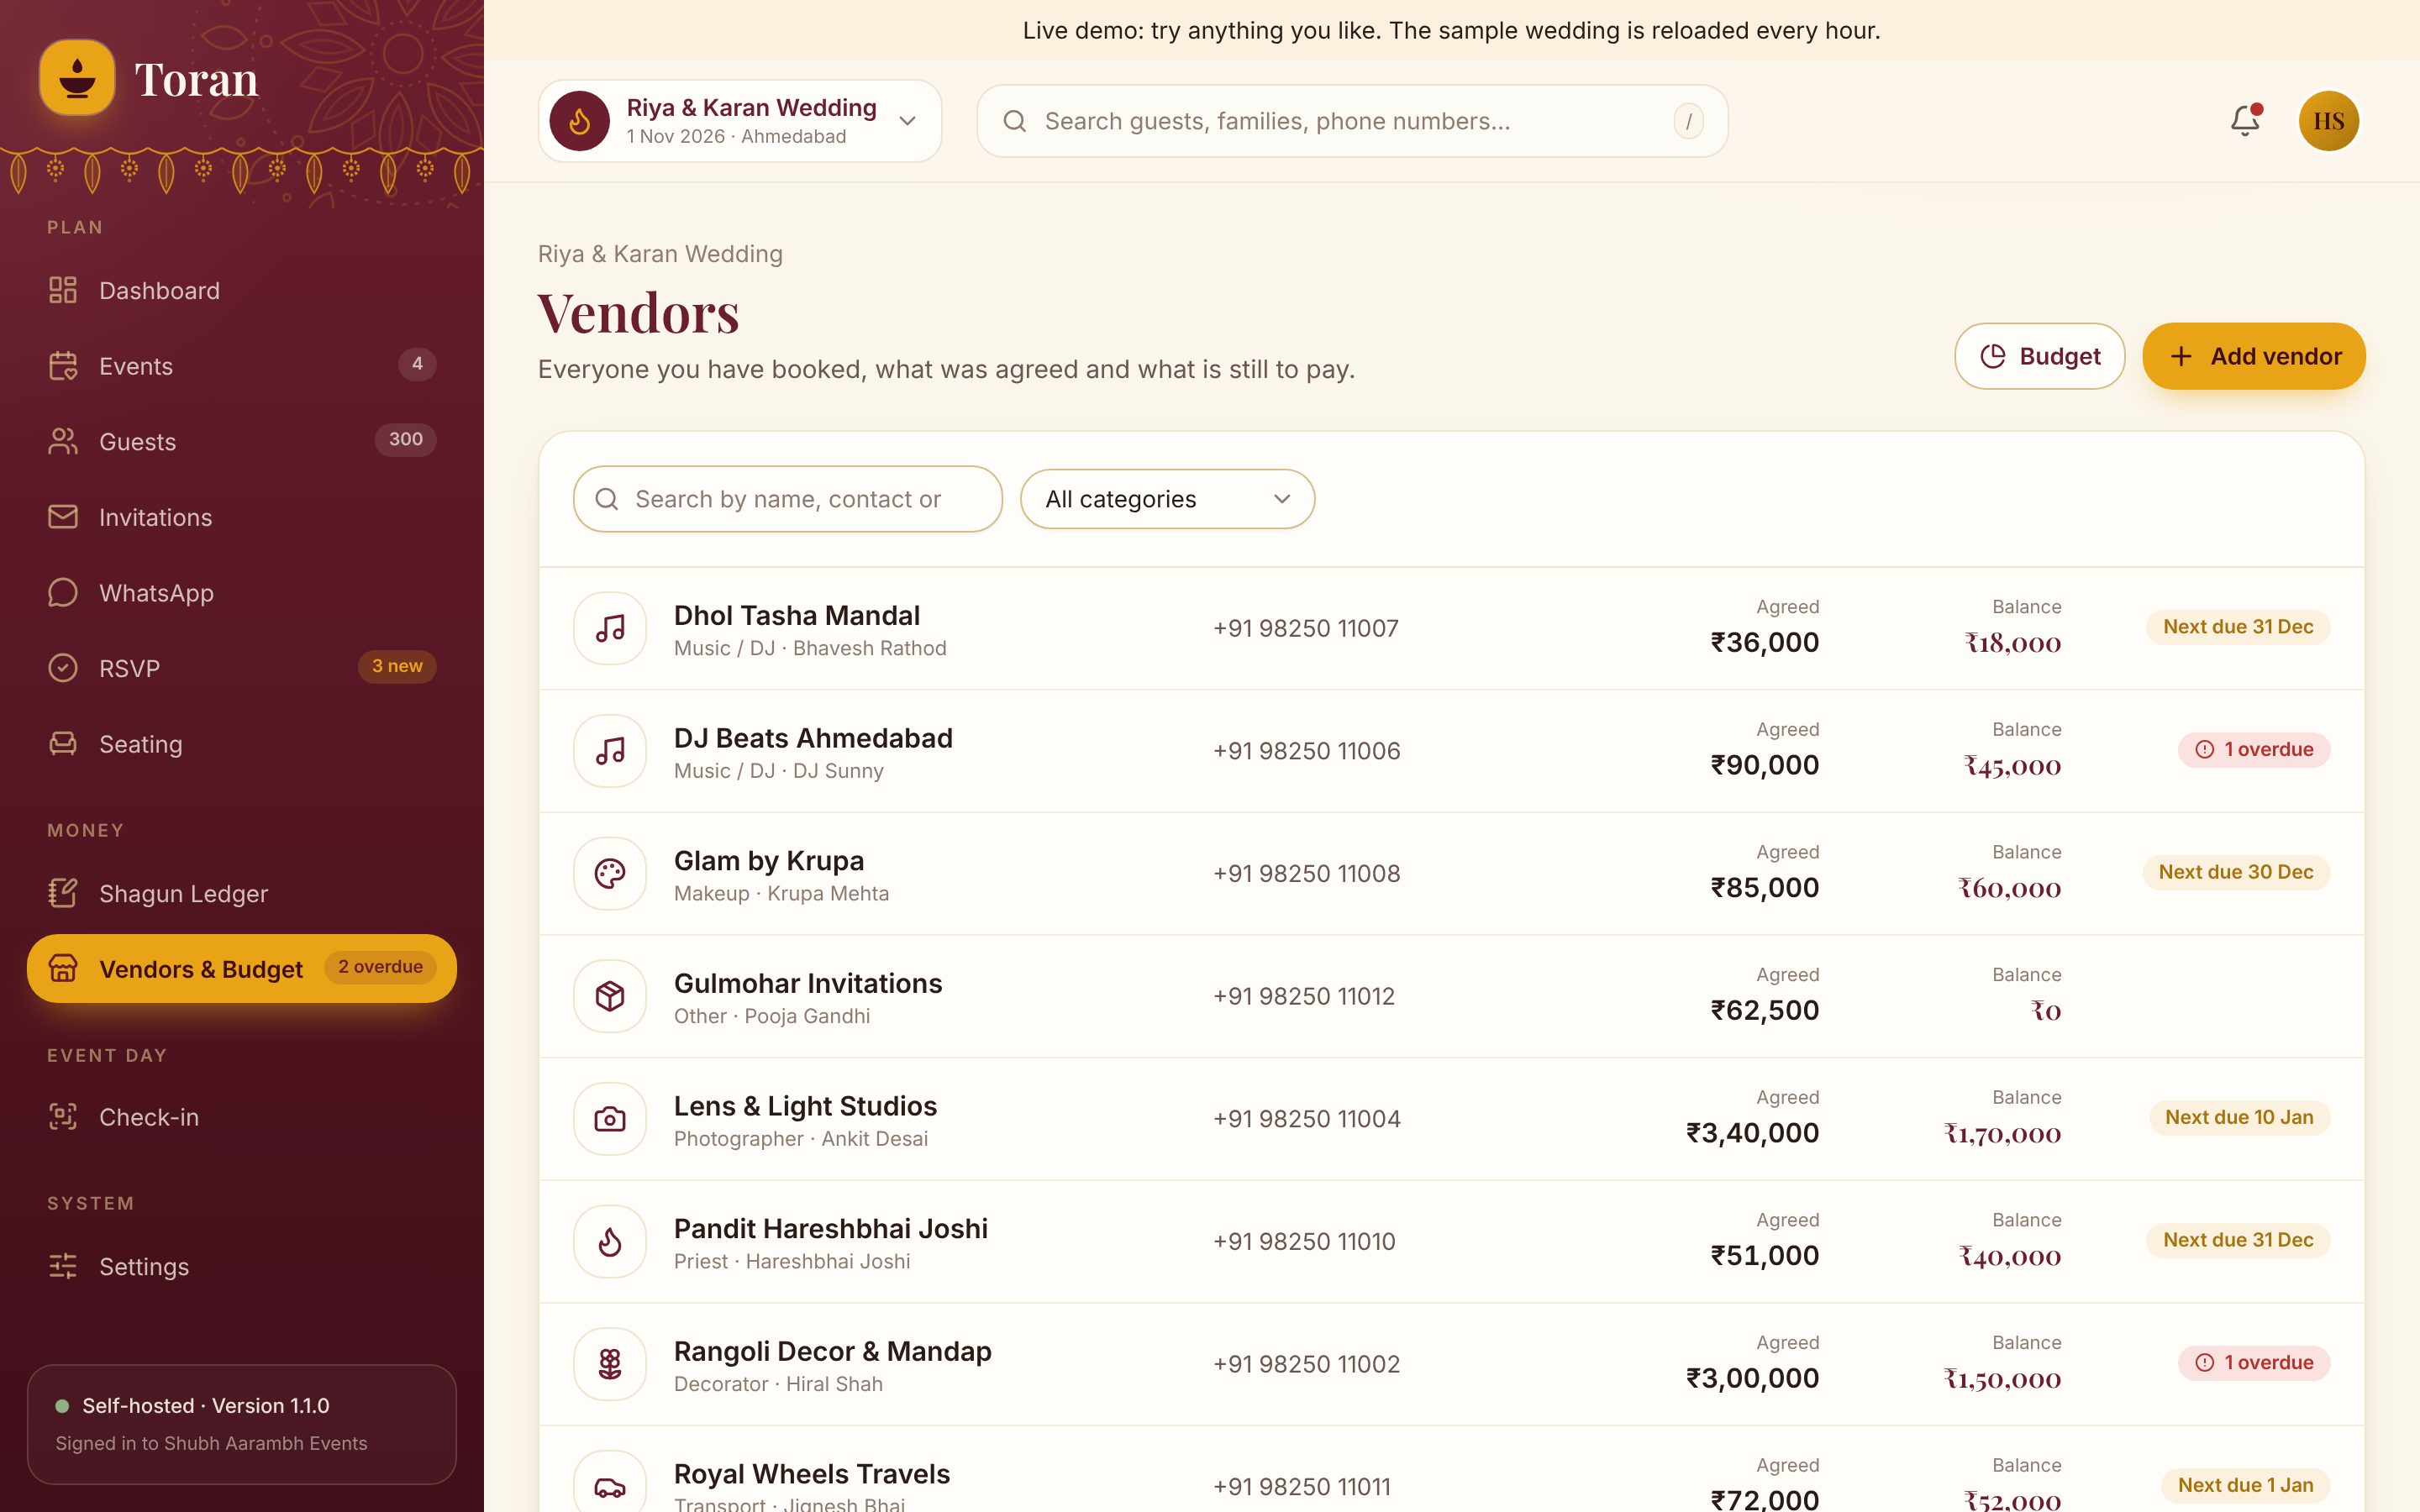 Toran
PLAN
Dashboard
Events 4
Guests 300
Invitations
WhatsApp
RSVP 3 new
Seating
MONEY
Shagun Ledger
Vendors & Budget 2 overdue
EVENT DAY
Check-in
SYSTEM
Settings
Self-hosted · Version 1.1.0
Signed in to Shubh Aarambh Events
Live demo: try anything you like. The sample wedding is reloaded every hour.
Riya & Karan Wedding
1 Nov 2026 · Ahmedabad
Search guests, families, phone numbers...
/
HS
Riya & Karan Wedding
Vendors
Everyone you have booked, what was agreed and what is still to pay.
Budget
Add vendor
Search by name, contact or
All categories
Dhol Tasha Mandal
Music / DJ · Bhavesh Rathod
+91 98250 11007
Agreed
₹36,000
Balance
₹18,000
Next due 31 Dec
DJ Beats Ahmedabad
Music / DJ · DJ Sunny
+91 98250 11006
Agreed
₹90,000
Balance
₹45,000
1 overdue
Glam by Krupa
Makeup · Krupa Mehta
+91 98250 11008
Agreed
₹85,000
Balance
₹60,000
Next due 30 Dec
Gulmohar Invitations
Other · Pooja Gandhi
+91 98250 11012
Agreed
₹62,500
Balance
₹0
Lens & Light Studios
Photographer · Ankit Desai
+91 98250 11004
Agreed
₹3,40,000
Balance
₹1,70,000
Next due 10 Jan
Pandit Hareshbhai Joshi
Priest · Hareshbhai Joshi
+91 98250 11010
Agreed
₹51,000
Balance
₹40,000
Next due 31 Dec
Rangoli Decor & Mandap
Decorator · Hiral Shah
+91 98250 11002
Agreed
₹3,00,000
Balance
₹1,50,000
1 overdue
Royal Wheels Travels
Transport · Jignesh Bhai
+91 98250 11011
Agreed
₹72,000
Balance
₹52,000
Next due 1 Jan